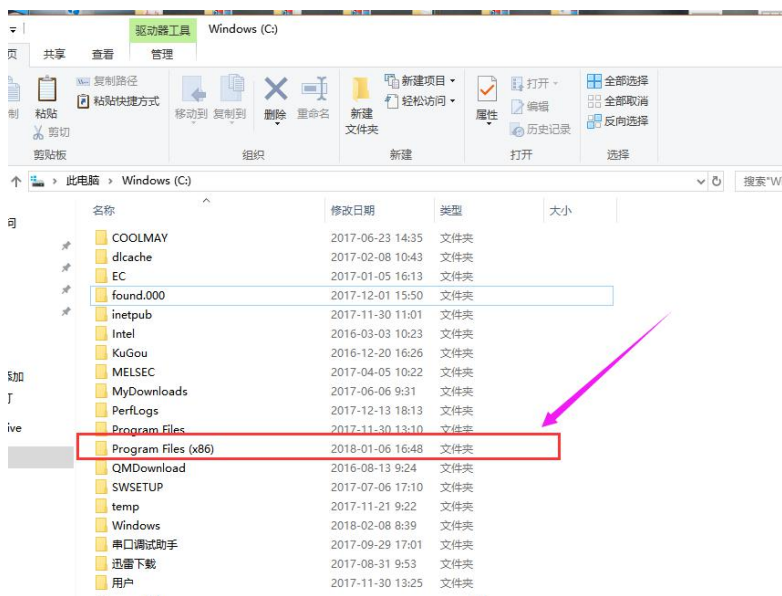 驱动器工具 Windows (C:)
页 共享 查看 管理
复制路径
粘贴快捷方式
制 粘贴 剪切
移动到 复制到 删除 重命名
新建文件夹
新建项目
轻松访问
属性
打开
编辑
历史记录
全部选择
全部取消
反向选择
剪贴板 组织 新建 打开 选择
此电脑 > Windows (C:) 搜索"Wi
名称 修改日期 类型 大小
问
COOLMAY 2017-06-23 14:35 文件夹
dlcache 2017-02-08 10:43 文件夹
EC 2017-01-05 16:13 文件夹
found.000 2017-12-01 15:50 文件夹
inetpub 2017-11-30 11:01 文件夹
Intel 2016-03-03 10:23 文件夹
KuGou 2016-12-20 16:26 文件夹
MELSEC 2017-04-05 10:22 文件夹
添加
MyDownloads 2017-06-06 9:31 文件夹
PerfLogs 2017-12-13 18:13 文件夹
ive Program Files 2017-11-30 13:10 文件夹
Program Files (x86) 2018-01-06 16:48 文件夹
QMDownload 2016-08-13 9:24 文件夹
SWSETUP 2017-07-06 17:10 文件夹
temp 2017-11-21 9:22 文件夹
Windows 2018-02-08 8:39 文件夹
串口调试助手 2017-09-29 17:01 文件夹
迅雷下载 2017-08-31 9:53 文件夹
用户 2017-11-30 13:25 文件夹